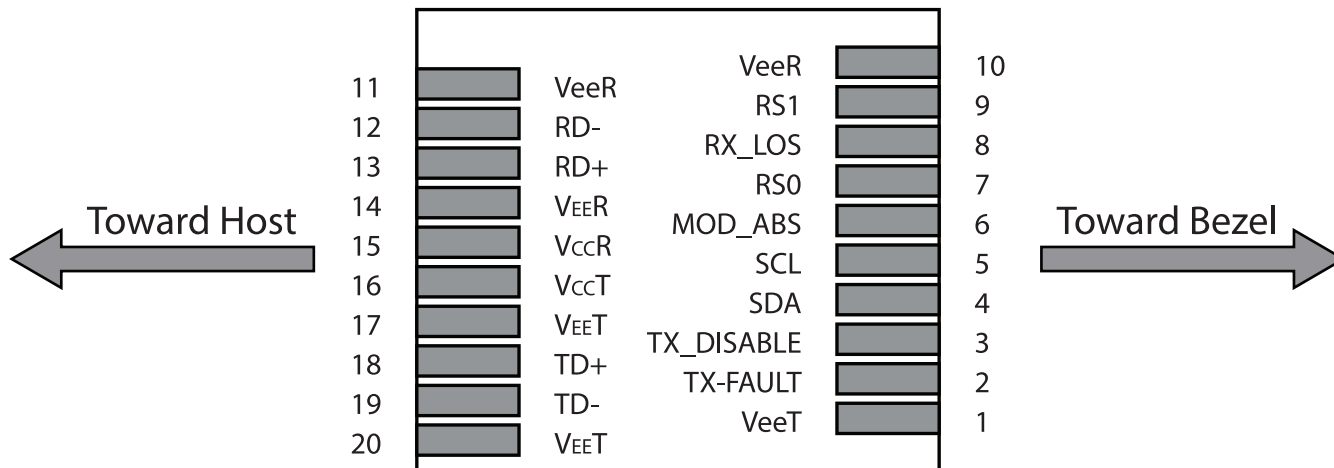 11 VeeR
12 RD-
13 RD+
14 VEER
15 VCCR
16 VCCT
17 VEET
18 TD+
19 TD-
20 VEET
Toward Host
VeeR 10
RS1 9
RX_LOS 8
RS0 7
MOD_ABS 6
SCL 5
SDA 4
TX_DISABLE 3
TX-FAULT 2
VeeT 1
Toward Bezel